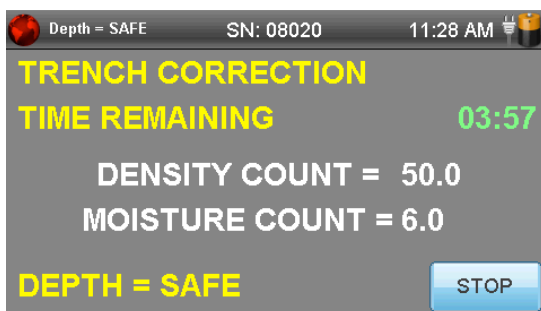 Depth = SAFE SN: 08020 11:28 AM
TRENCH CORRECTION
TIME REMAINING 03:57
DENSITY COUNT = 50.0
MOISTURE COUNT = 6.0
DEPTH = SAFE STOP